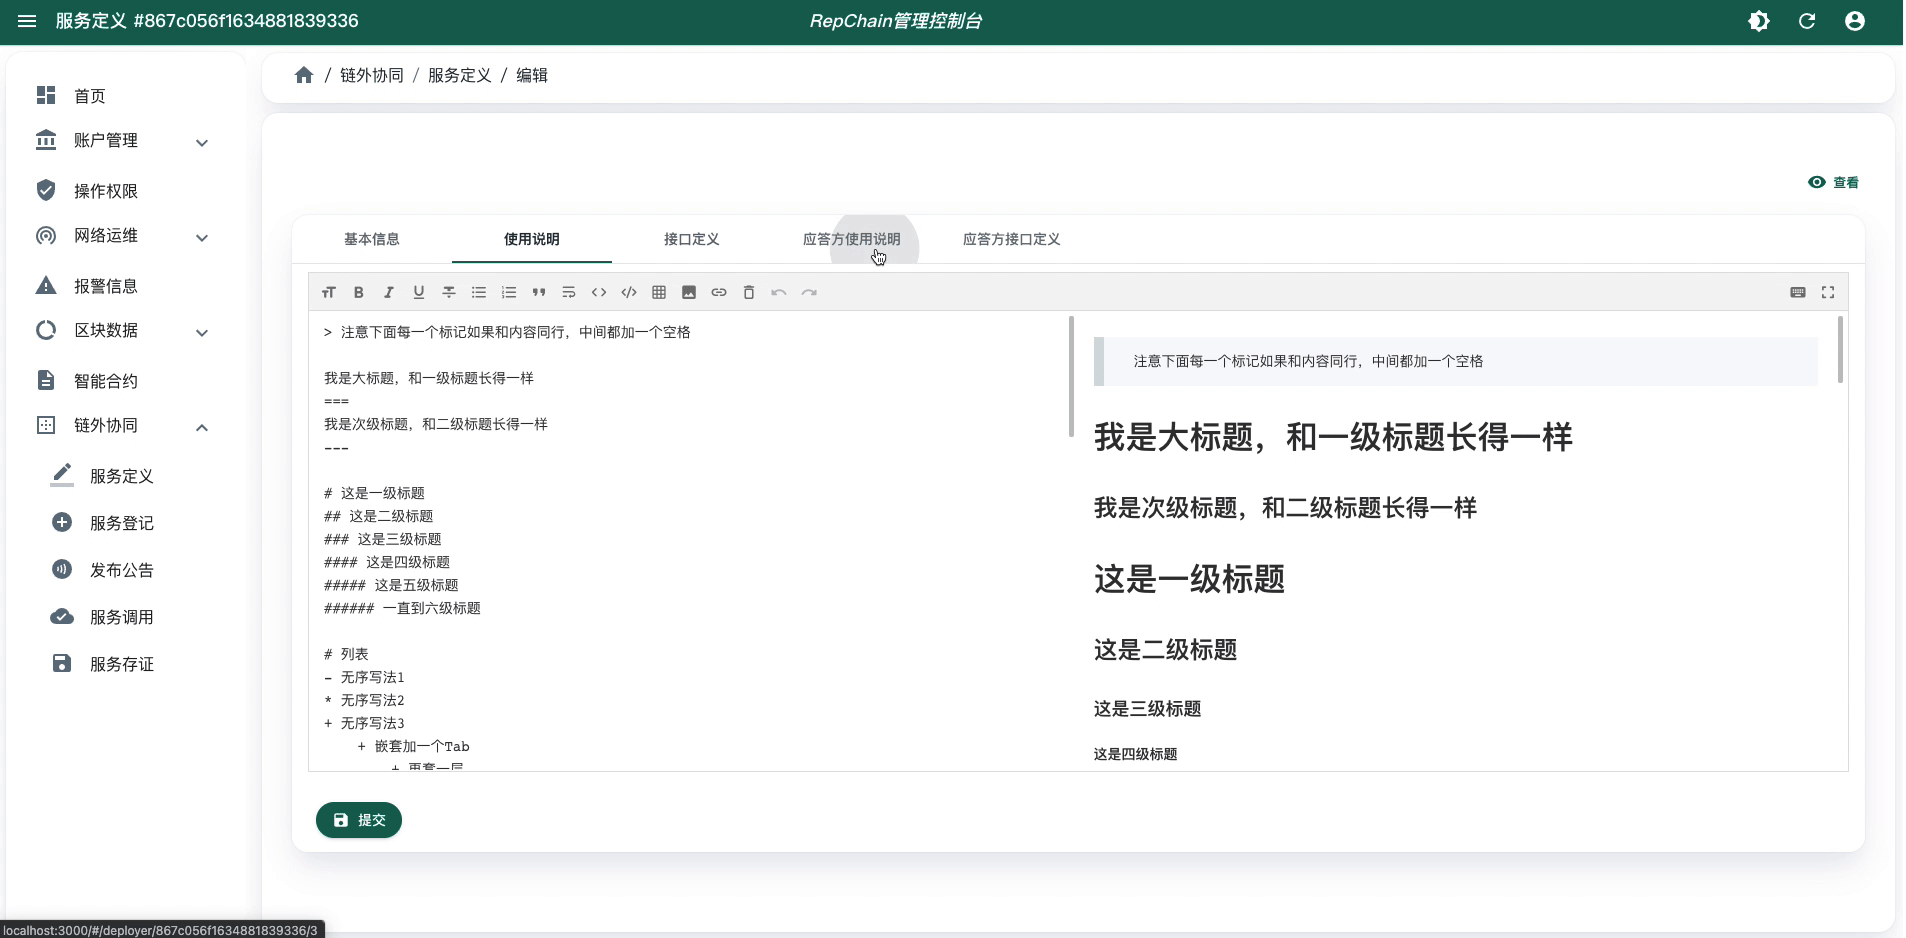 服务定义 #867c056f1634881839336
RepChain管理控制台
首页
账户管理
操作权限
网络运维
报警信息
区块数据
智能合约
链外协同
服务定义
服务登记
发布公告
服务调用
服务存证
/ 链外协同 / 服务定义 / 编辑
查看
基本信息
使用说明
接口定义
应答方使用说明
应答方接口定义
> 注意下面每一个标记如果和内容同行，中间都加一个空格
我是大标题，和一级标题长得一样
===
我是次级标题，和二级标题长得一样
---
# 这是一级标题
## 这是二级标题
### 这是三级标题
#### 这是四级标题
##### 这是五级标题
###### 一直到六级标题
# 列表
- 无序写法1
* 无序写法2
+ 无序写法3
+ 嵌套加一个Tab
+ 再套一层
注意下面每一个标记如果和内容同行，中间都加一个空格
我是大标题，和一级标题长得一样
我是次级标题，和二级标题长得一样
这是一级标题
这是二级标题
这是三级标题
这是四级标题
提交
localhost:3000/#/deployer/867c056f1634881839336/3